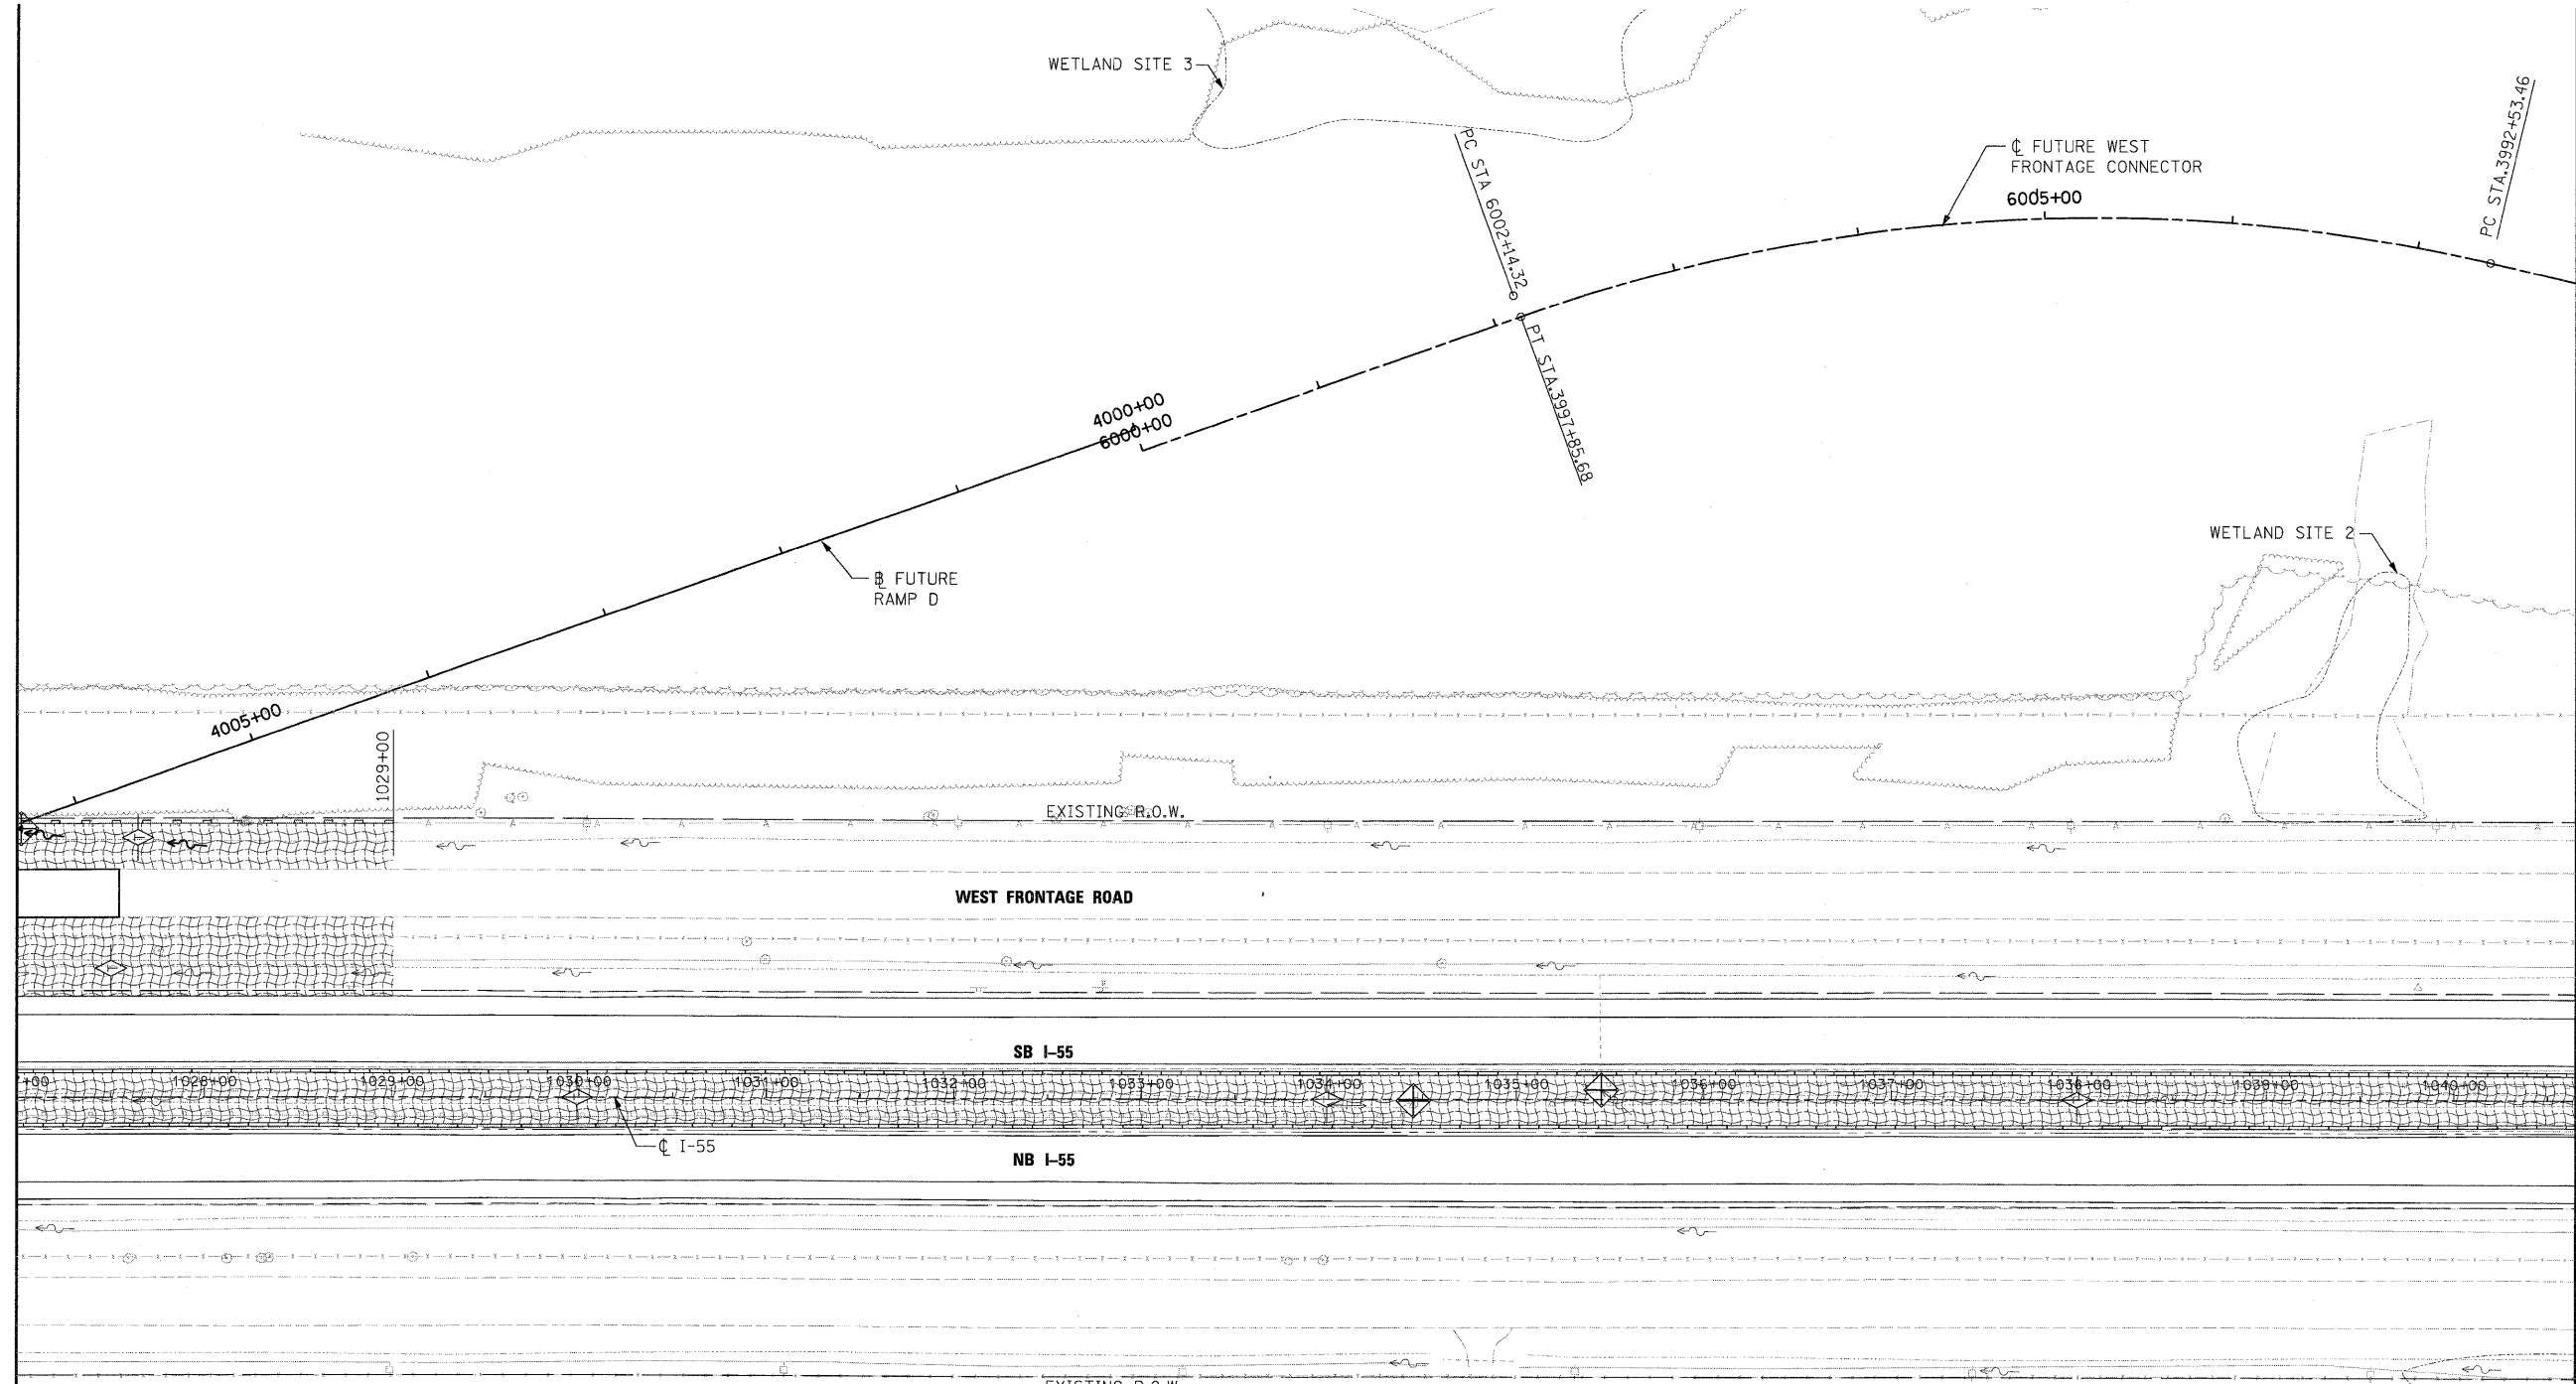 WETLAND SITE 3
PC STA 6002+14.32
℄ FUTURE WEST
FRONTAGE CONNECTOR
6005+00
PC STA.3992+53.46
PT STA.3997+85.68
4000+00
6000+00
WETLAND SITE 2
℄ FUTURE
RAMP D
4005+00
1029+00
EXISTING R.O.W.
WEST FRONTAGE ROAD
SB I-55
+00 1028+00 1029+00 1030+00 1031+00 1032+00 1033+00 1034+00 1035+00 1036+00 1037+00 1038+00 1039+00 1040+00
℄ I-55
NB I-55
EXISTING R.O.W.